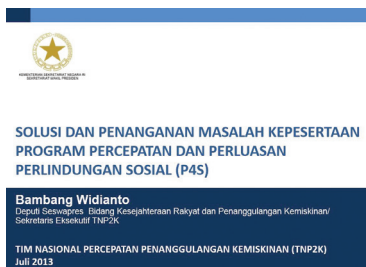 KEMENTERIAN SEKRETARIAT NEGARA RI
SEKRETARIAT WAKIL PRESIDEN
SOLUSI DAN PENANGANAN MASALAH KEPESERTAAN
PROGRAM PERCEPATAN DAN PERLUASAN
PERLINDUNGAN SOSIAL (P4S)
Bambang Widianto
Deputi Seswapres Bidang Kesejahteraan Rakyat dan Penanggulangan Kemiskinan/
Sekretaris Eksekutif TNP2K
TIM NASIONAL PERCEPATAN PENANGGULANGAN KEMISKINAN (TNP2K)
Juli 2013